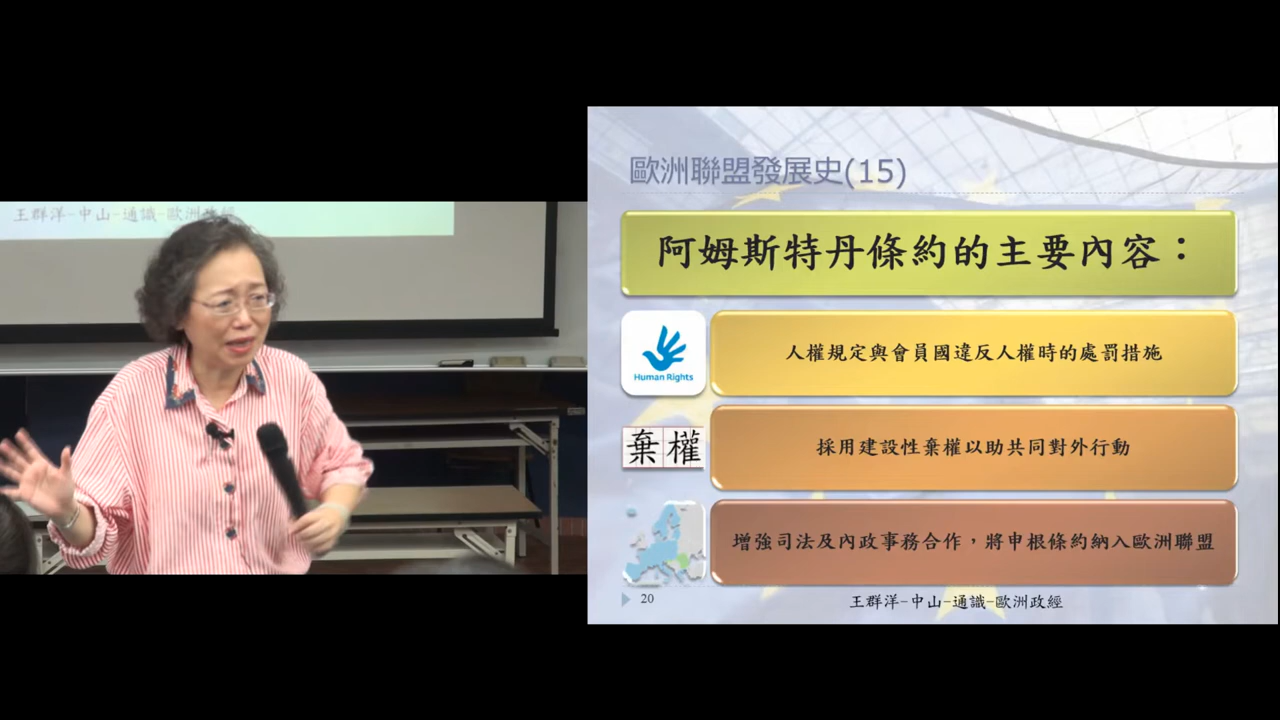 王群洋-中山-通識-歐洲政經
歐洲聯盟發展史(15)
阿姆斯特丹條約的主要內容：
Human Rights
人權規定與會員國違反人權時的處罰措施
棄權
採用建設性棄權以助共同對外行動
增強司法及內政事務合作，將申根條約納入歐洲聯盟
20
王群洋-中山-通識-歐洲政經